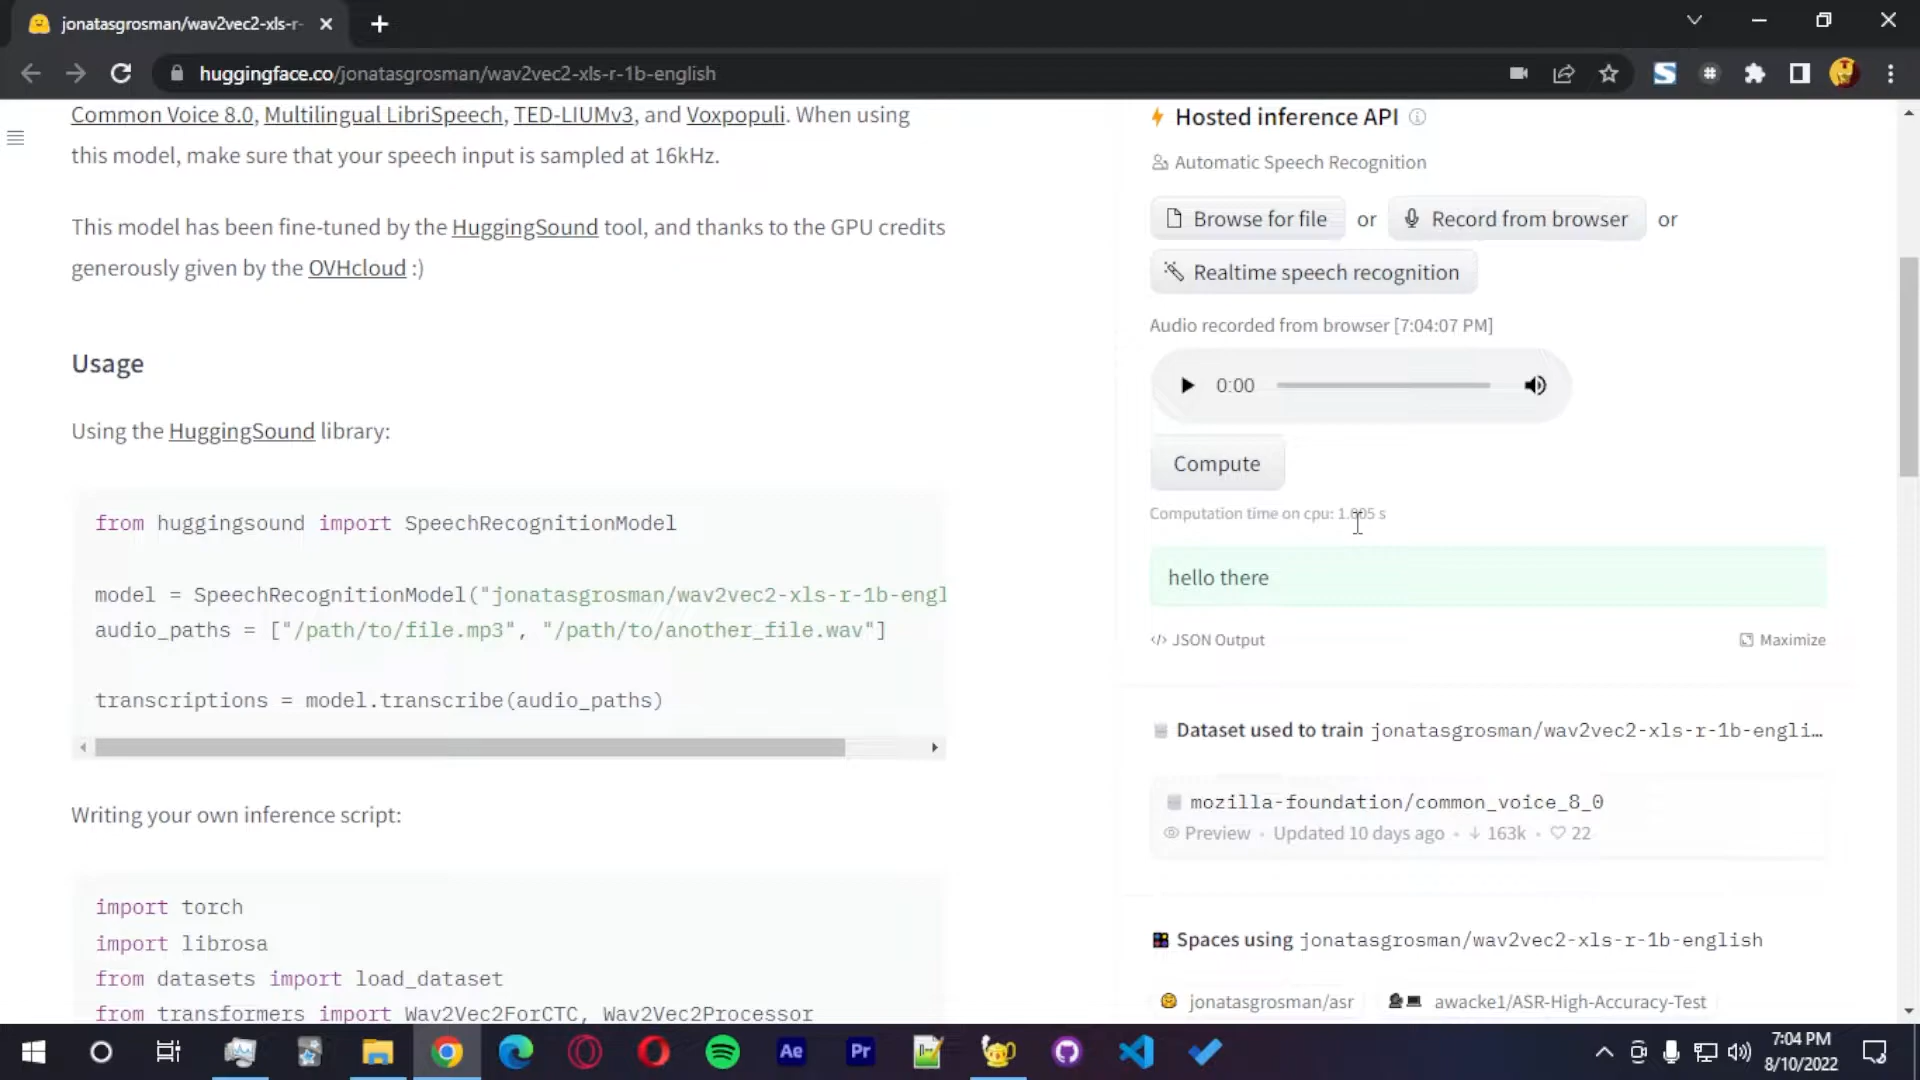 jonatasgrosman/wav2vec2-xls-r-
huggingface.co/jonatasgrosman/wav2vec2-xls-r-1b-english
Common Voice 8.0, Multilingual LibriSpeech, TED-LIUMv3, and Voxpopuli. When using
this model, make sure that your speech input is sampled at 16kHz.
This model has been fine-tuned by the HuggingSound tool, and thanks to the GPU credits
generously given by the OVHcloud :)
Usage
Using the HuggingSound library:
from huggingsound import SpeechRecognitionModel
model = SpeechRecognitionModel("jonatasgrosman/wav2vec2-xls-r-1b-engl
audio_paths = ["/path/to/file.mp3", "/path/to/another_file.wav"]
transcriptions = model.transcribe(audio_paths)
Writing your own inference script:
import torch
import librosa
from datasets import load_dataset
from transformers import Wav2Vec2ForCTC, Wav2Vec2Processor
Hosted inference API
Automatic Speech Recognition
Browse for file or Record from browser or
Realtime speech recognition
Audio recorded from browser [7:04:07 PM]
0:00
Compute
Computation time on cpu: s
hello there
</> JSON Output Maximize
Dataset used to train jonatasgrosman/wav2vec2-xls-r-1b-engli…
mozilla-foundation/common_voice_8_0
Preview • Updated 10 days ago • ↓ 163k • ♡ 22
Spaces using jonatasgrosman/wav2vec2-xls-r-1b-english
jonatasgrosman/asr awacke1/ASR-High-Accuracy-Test
Ae Pr
7:04 PM
8/10/2022